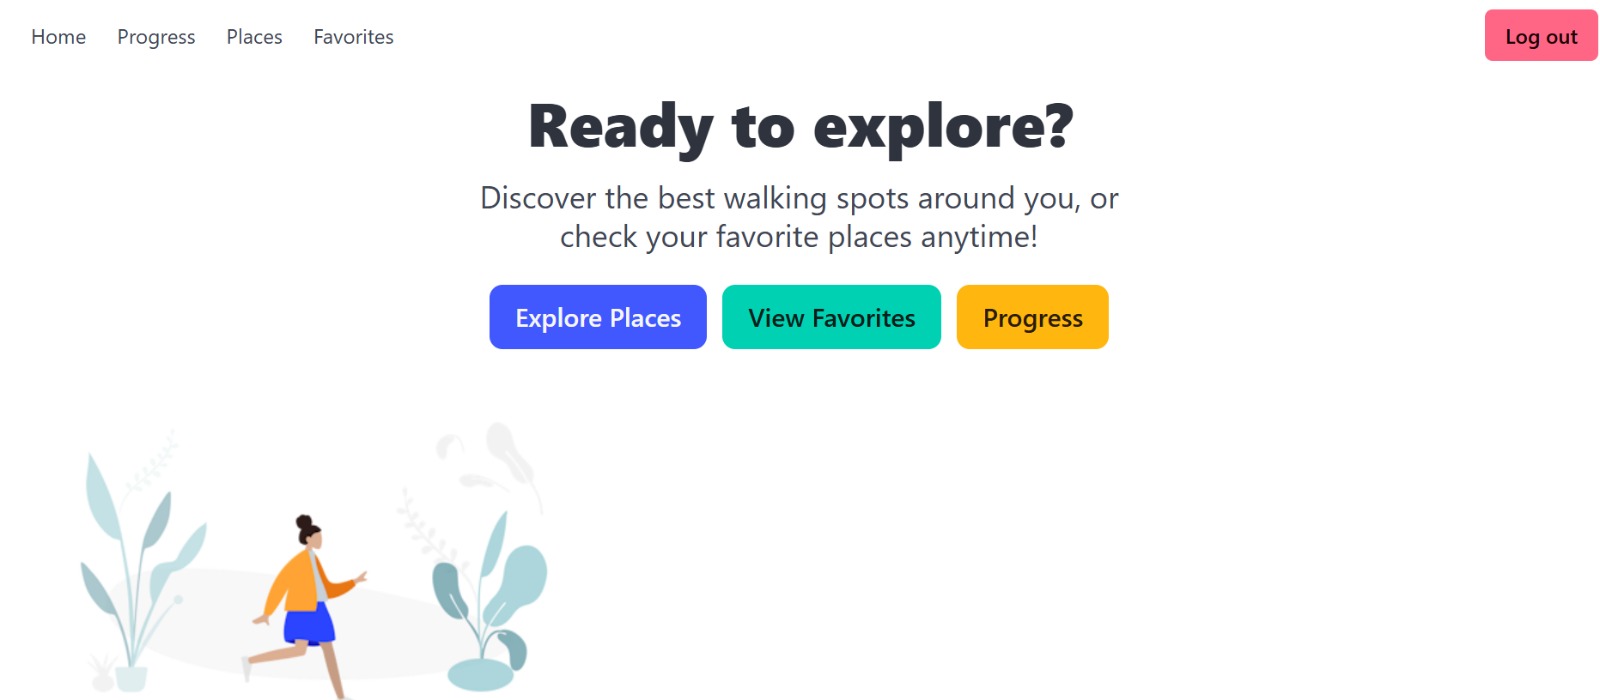 Home Progress Places Favorites Log out
Ready to explore?
Discover the best walking spots around you, or
check your favorite places anytime!
Explore Places View Favorites Progress